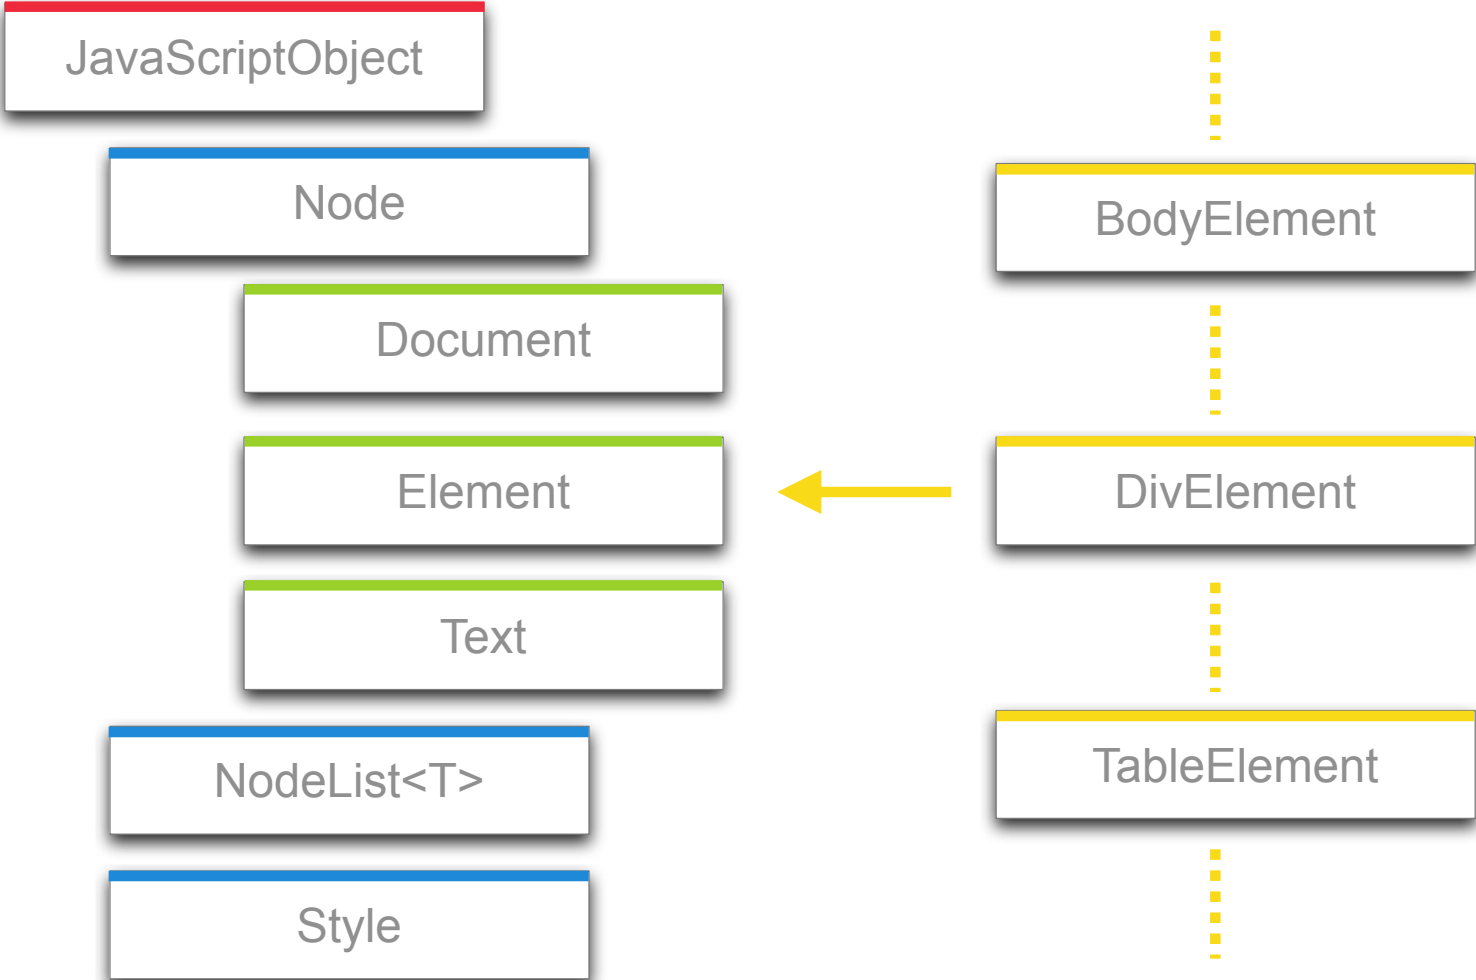 JavaScriptObject
Node
Document
Element
Text
NodeList<T>
Style
BodyElement
DivElement
TableElement